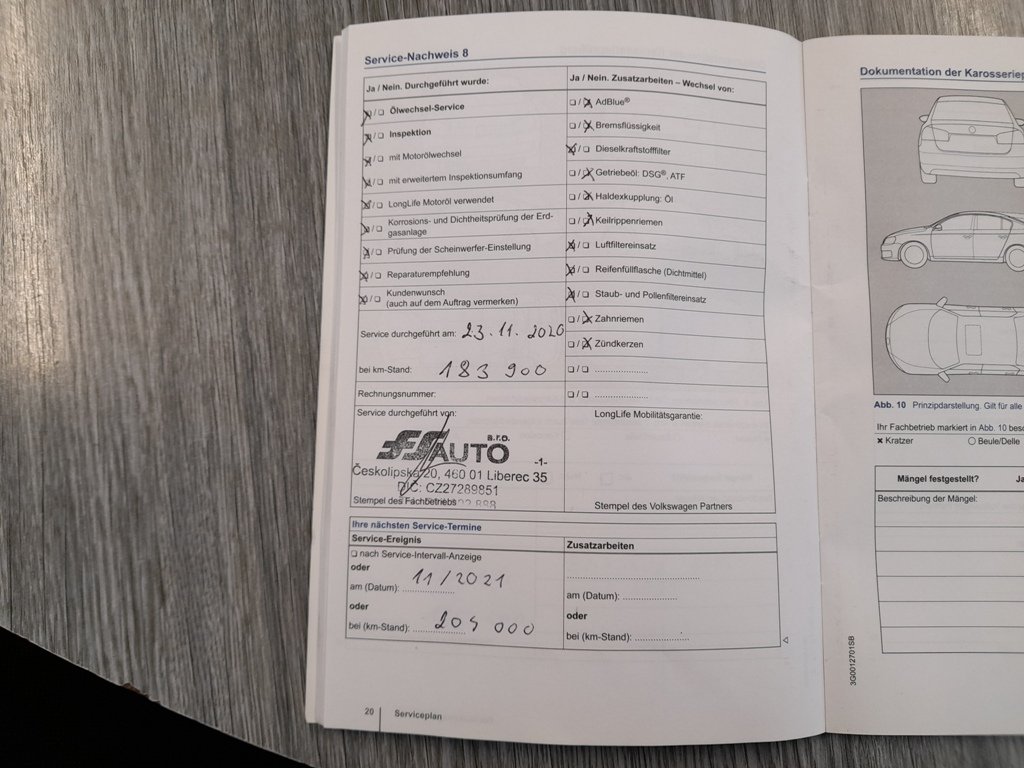 Service-Nachweis 8
Ja / Nein. Durchgeführt wurde:
Ölwechsel-Service
Inspektion
mit Motorölwechsel
mit erweitertem Inspektionsumfang
LongLife Motoröl verwendet
Korrosions- und Dichtheitsprüfung der Erd-
gasanlage
Prüfung der Scheinwerfer-Einstellung
Reparaturempfehlung
Kundenwunsch
(auch auf dem Auftrag vermerken)
Service durchgeführt am: 23.11.2020
bei km-Stand: 183 900
Rechnungsnummer:
Service durchgeführt von:
AUTO s.r.o.
-1-
Českolipská 20, 460 01 Liberec 35
DIČ: CZ27289851
Stempel des Fachbetriebs
Ja / Nein. Zusatzarbeiten – Wechsel von:
AdBlue®
Bremsflüssigkeit
Dieselkraftstofffilter
Getriebeöl: DSG®, ATF
Haldexkupplung: Öl
Keilrippenriemen
Luftfiltereinsatz
Reifenfüllflasche (Dichtmittel)
Staub- und Pollenfiltereinsatz
Zahnriemen
Zündkerzen
LongLife Mobilitätsgarantie:
Stempel des Volkswagen Partners
Ihre nächsten Service-Termine
Service-Ereignis
nach Service-Intervall-Anzeige
oder
am (Datum): 11/2021
oder
bei (km-Stand): 204 000
Zusatzarbeiten
am (Datum):
oder
bei (km-Stand):
20 Serviceplan
Dokumentation der
Abb. 10 Prinzipdarstellung. Gilt für alle
Ihr Fachbetrieb markiert in Abb. 10
x Kratzer
Beule/Delle
Mängel festgestellt?
Beschreibung der Mängel:
3G0012701SB